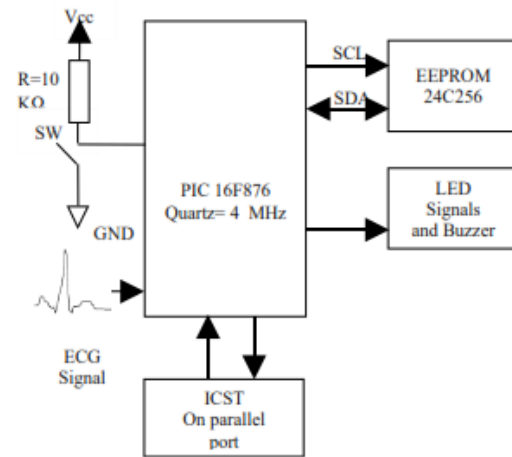 Vcc
R=10
KΩ
SW
GND
ECG
Signal
PIC 16F876
Quartz= 4 MHz
SCL
SDA
EEPROM
24C256
LED
Signals
and Buzzer
ICST
On parallel
port